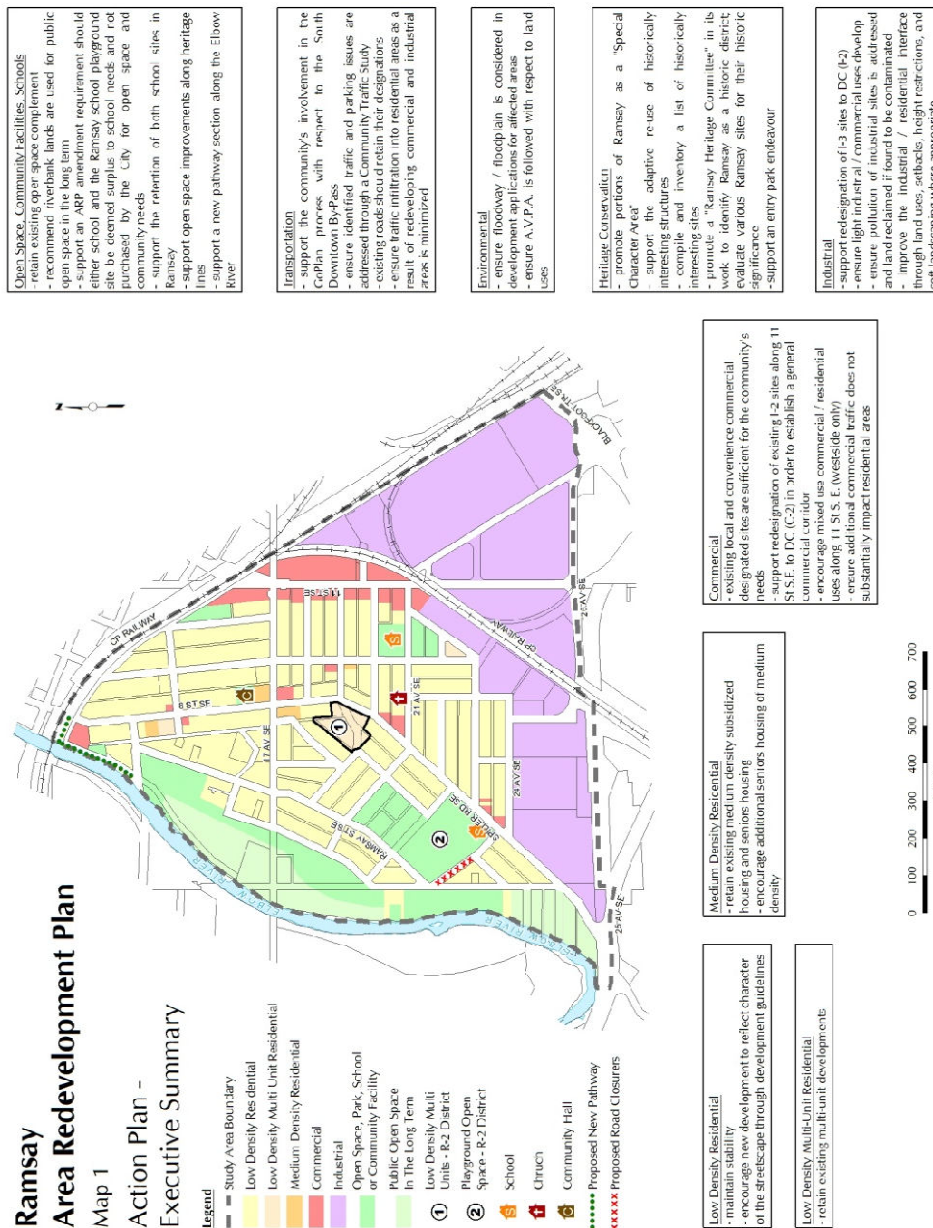 Ramsay
Area Redevelopment Plan
Map 1
Action Plan –
Executive Summary
Legend
Study Area Boundary
Low Density Residential
Low Density Multi Unit Residential
Medium Density Residential
Commercial
Industrial
Open Space, Park, School
or Community Facility
Public Open Space
In The Long Term
1
Low Density Multi
Units - R-2 District
2
Playground Open
Space - R-2 District
S
School
Chruch
C
Community Hall
Proposed New Pathway
xxxx
Proposed Road Closurers
N
ELBOW RIVER
ELBOW RIVER
CP RAILWAY
CP RAILWAY
8 ST SE
11 ST SE
17 AV SE
21 AV SE
24 AV SE
25 AV SE
RAMSAY ST SE
SPILLER RD SE
BLACKFOOT TR SE
C
1
2
S
S
xxxxx
0 100 200 300 400 500 600 700
Open Space, Community Facilities, Schools
- retain existing open space complement
- recommend riverbank lands are used for public
open space in the long term
- support an ARP amendment requirement should
either school and the Ramsay school playground
site be deemed surplus to school needs and not
purchased by the City for open space and
community needs
- support the retention of both school sites in
Ramsay
- support open space improvements along heritage
lines
- support a new pathway section along the Elbow
River
Transportation
- support the community's involvement in the
GoPlan process with respect to the South
Downtown ByPass
- ensure identified traffic and parking issues are
addressed through a Community Traffic Study
- existing roads should retain their designations
- ensure traffic infiltration into residential areas as a
result of redeveloping commercial and industrial
areas is minimized
Environmental
- ensure floodway / floodplain is considered in
development applications for affected areas
- ensure A.V.P.A. is followed with respect to land
uses
Heritage Conservation
- promote portions of Ramsay as a "Special
Character Area"
- support the adaptive re-use of historically
interesting structures
- compile and inventory a list of historically
interesting sites
- promote a "Ramsay Heritage Committee" in its
work to identify Ramsay as a historic district;
evaluate various Ramsay sites for their historic
significance
- support an entry park endeavour
Industrial
- support redesignation of I-3 sites to DC (I-2)
- ensure light industrial / commercial uses develop
- ensure pollution of industrial sites is addressed
and land reclaimed if found to be contaminated
- improve the industrial / residential interface
through land uses, setbacks, height restrictions, and
Commercial
- existing local and convenience commercial
designated sites are sufficient for the community's
needs
- support redesignation of existing I-2 sites along 11
St S.E. to DC (C-2) in order to establish a general
commercial corridor
- encourage mixed use commercial / residential
uses along 11 St S. E. (westside only)
- ensure additional commercial traffic does not
substantially impact residential areas
Medium Density Residential
- retain existing medium density subsidized
housing and seniors housing
- encourage additional seniors housing of medium
density
Low Density Residential
- maintain stability
- encourage new development to reflect character
of the streetscape through development guidelines
Low Density Multi-Unit Residential
- retain existing multi-unit developments